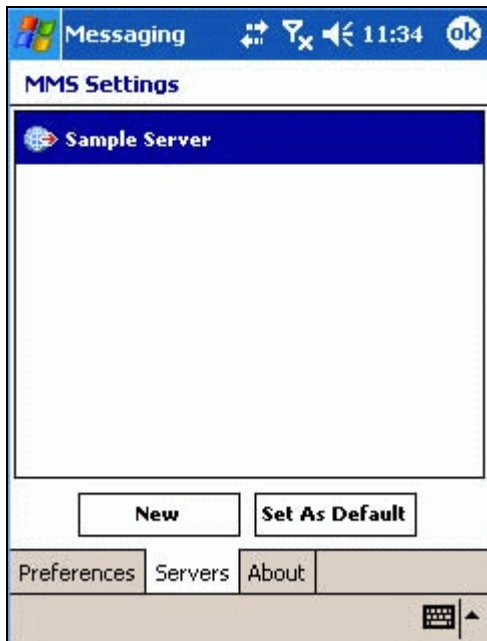 Messaging 11:34 ok
MMS Settings
Sample Server
New Set As Default
Preferences Servers About